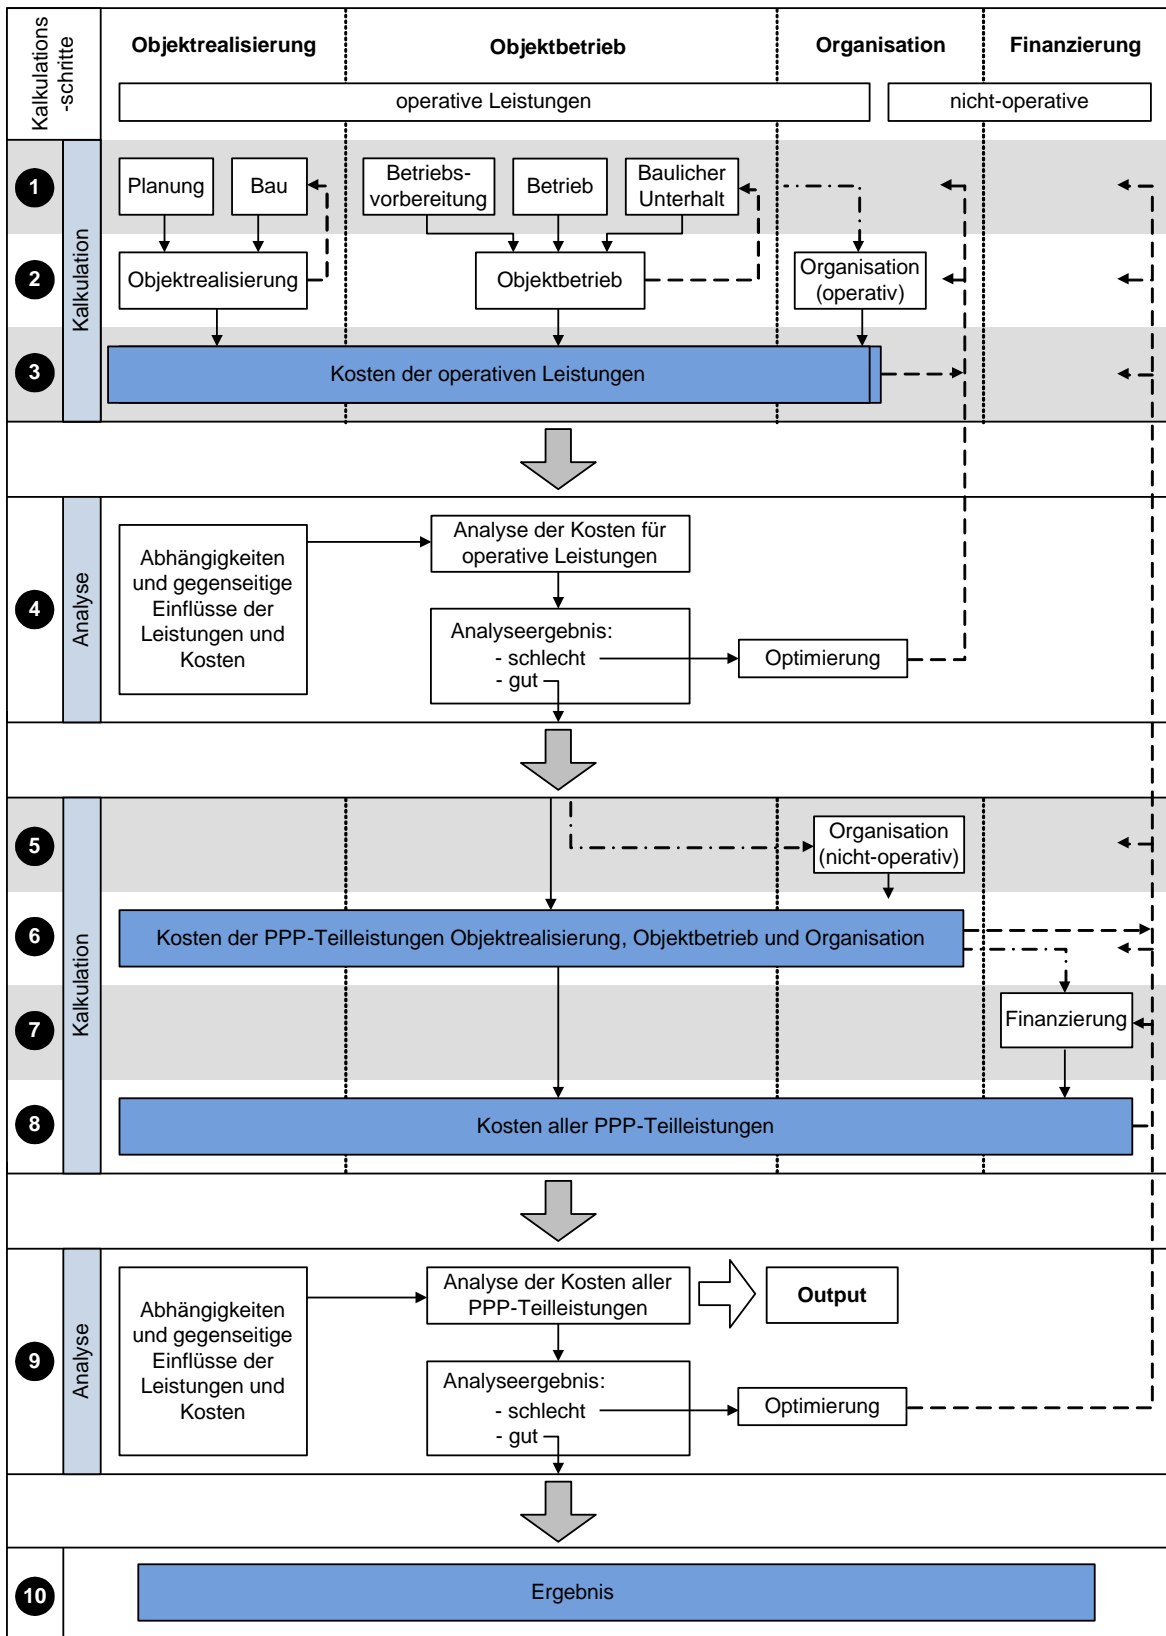 Kalkulations
-schritte
Objektrealisierung
Objektbetrieb
Organisation
Finanzierung
operative Leistungen
nicht-operative
1
Kalkulation
Planung
Bau
Betriebs-
vorbereitung
Betrieb
Baulicher
Unterhalt
2
Objektrealisierung
Objektbetrieb
Organisation
(operativ)
3
Kosten der operativen Leistungen
4
Analyse
Abhängigkeiten
und gegenseitige
Einflüsse der
Leistungen und
Kosten
Analyse der Kosten für
operative Leistungen
Analyseergebnis:
- schlecht
- gut
Optimierung
5
Kalkulation
Organisation
(nicht-operativ)
6
Kosten der PPP-Teilleistungen Objektrealisierung, Objektbetrieb und Organisation
7
Finanzierung
8
Kosten aller PPP-Teilleistungen
9
Analyse
Abhängigkeiten
und gegenseitige
Einflüsse der
Leistungen und
Kosten
Analyse der Kosten aller
PPP-Teilleistungen
Output
Analyseergebnis:
- schlecht
- gut
Optimierung
10
Ergebnis